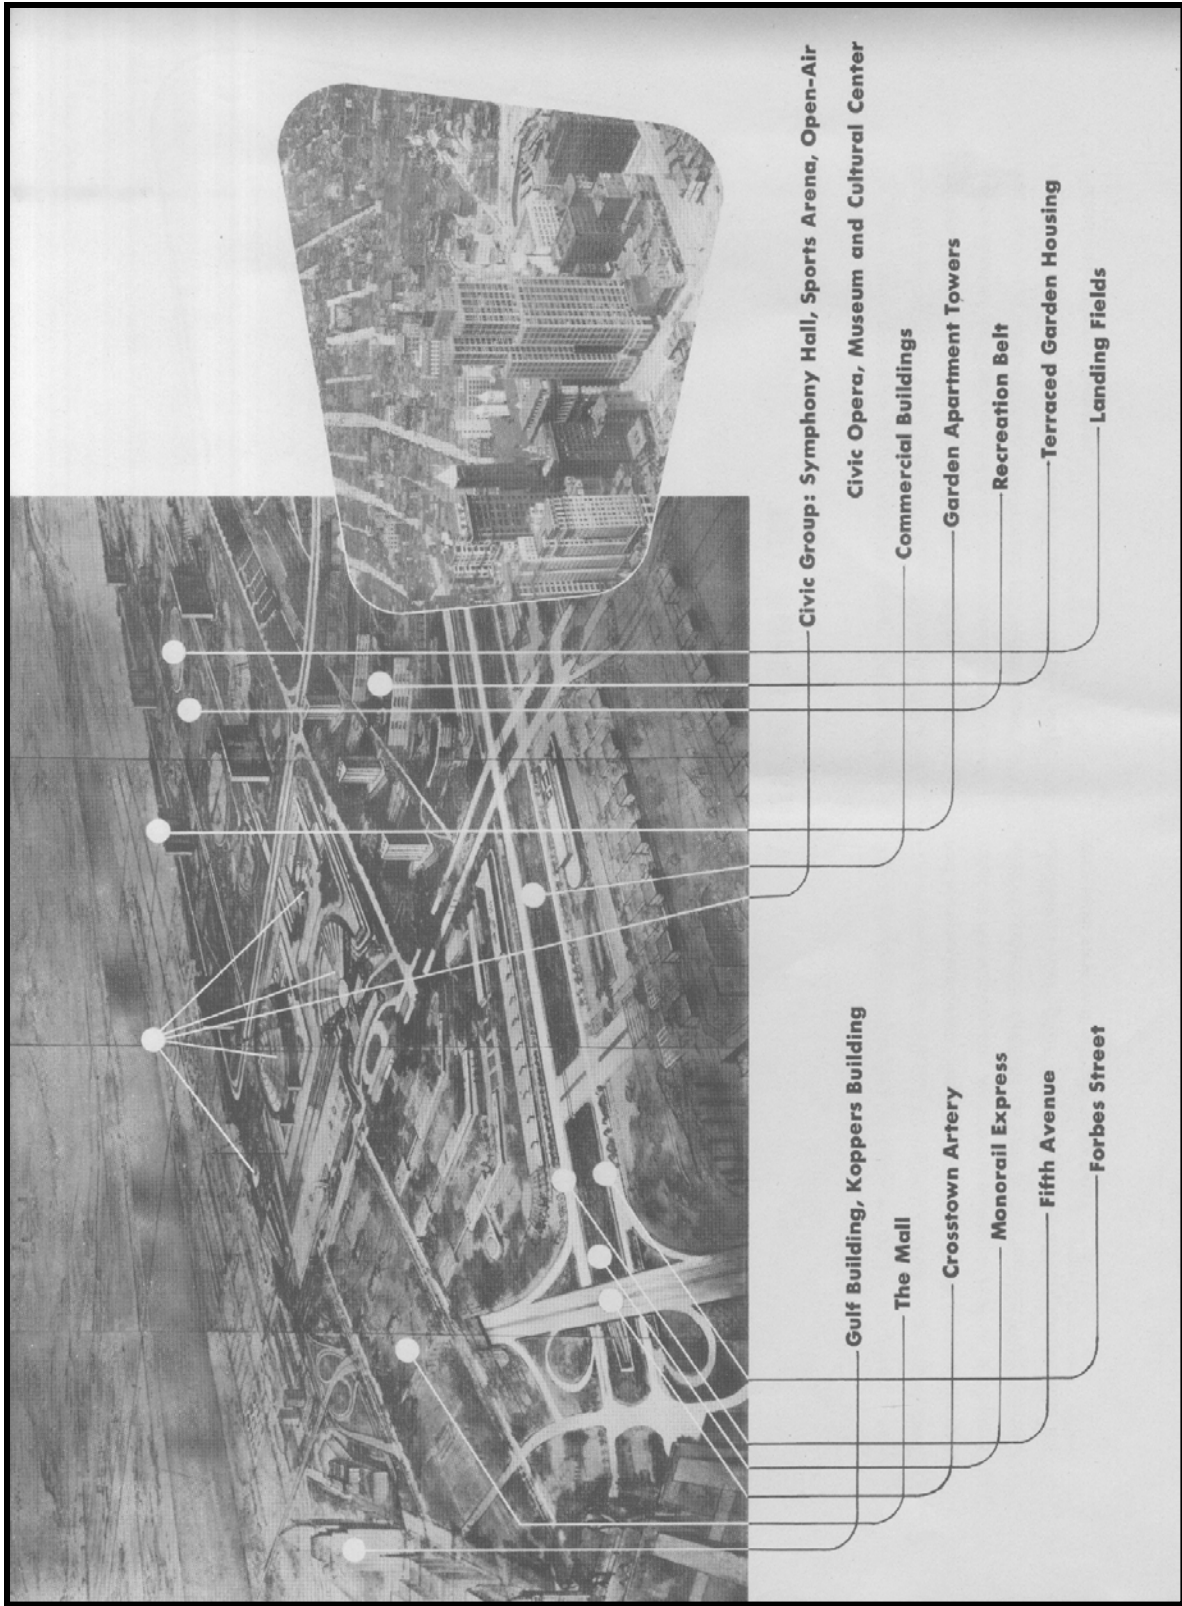 Gulf Building, Koppers Building
The Mall
Crosstown Artery
Monorail Express
Fifth Avenue
Forbes Street
Civic Group: Symphony Hall, Sports Arena, Open-Air
Civic Opera, Museum and Cultural Center
Commercial Buildings
Garden Apartment Towers
Recreation Belt
Terraced Garden Housing
Landing Fields